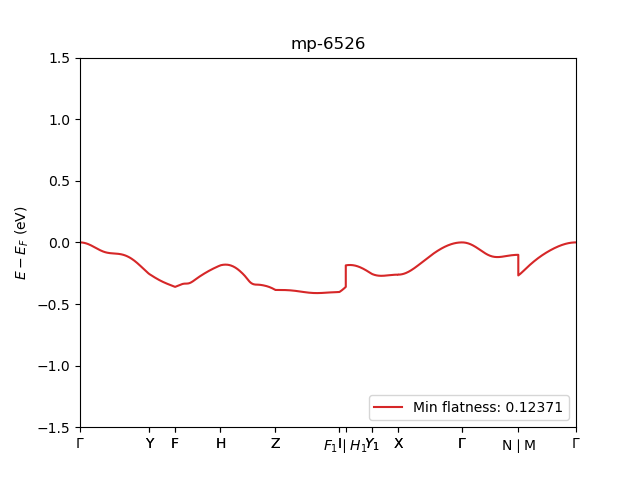 mp-6526
E − E_F (eV)
1.5
1.0
0.5
0.0
−0.5
−1.0
−1.5
Min flatness: 0.12371
Γ Y F H Z I F₁ | H₁ Y₁ X Γ N | M Γ